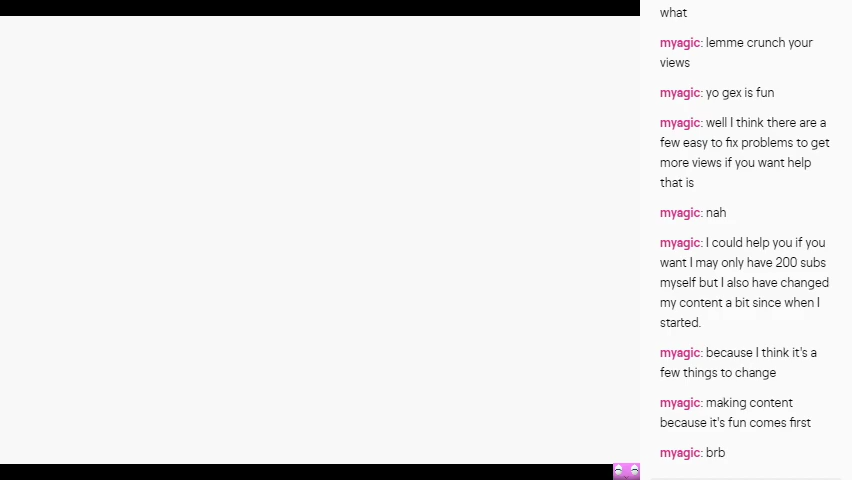 what
myagic: lemme crunch your
views
myagic: yo gex is fun
myagic: well I think there are a
few easy to fix problems to get
more views if you want help
that is
myagic: nah
myagic: I could help you if you
want I may only have 200 subs
myself but I also have changed
my content a bit since when I
started.
myagic: because I think it's a
few things to change
myagic: making content
because it's fun comes first
myagic: brb